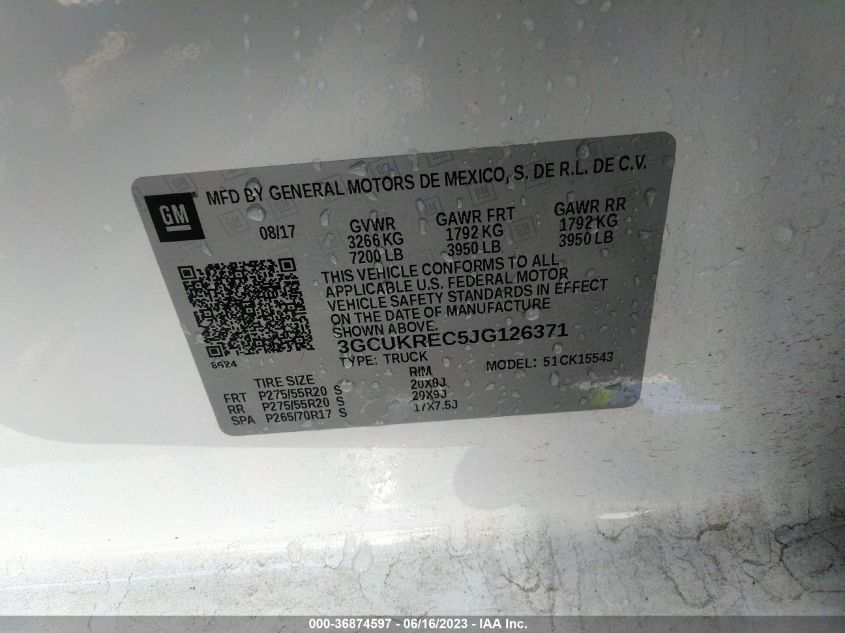 MFD BY GENERAL MOTORS DE MEXICO, S. DE R.L. DE C.V.
GM
08/17 GVWR GAWR FRT GAWR RR
3266 KG 1792 KG 1792 KG
7200 LB 3950 LB 3950 LB
THIS VEHICLE CONFORMS TO ALL
APPLICABLE U.S. FEDERAL MOTOR
VEHICLE SAFETY STANDARDS IN EFFECT
ON THE DATE OF MANUFACTURE
SHOWN ABOVE.
3GCUKREC5JG126371
8624 TYPE: TRUCK MODEL: 51CK15543
TIRE SIZE RIM
FRT P275/55R20 S 20X9J
RR P275/55R20 S 20X9J
SPA P265/70R17 S 17X7.5J
000-36874597 - 06/16/2023 - IAA Inc.